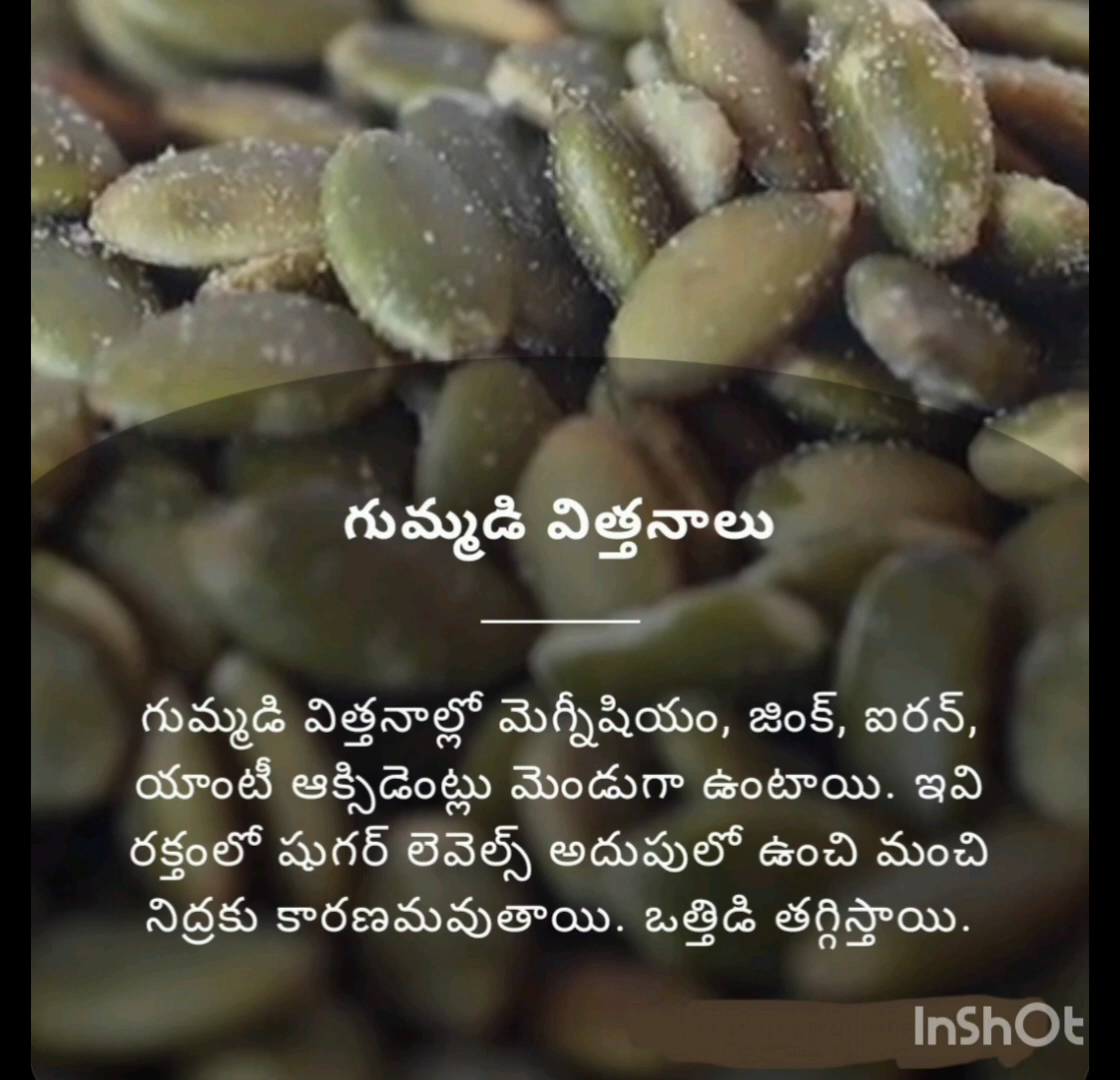 గుమ్మడి విత్తనాలు
గుమ్మడి విత్తనాల్లో మెగ్నీషియం, జింక్, ఐరన్,
యాంటీ ఆక్సిడెంట్లు మెండుగా ఉంటాయి. ఇవి
రక్తంలో షుగర్ లెవెల్స్ అదుపులో ఉంచి మంచి
నిద్రకు కారణమవుతాయి. ఒత్తిడి తగ్గిస్తాయి.
InShOt